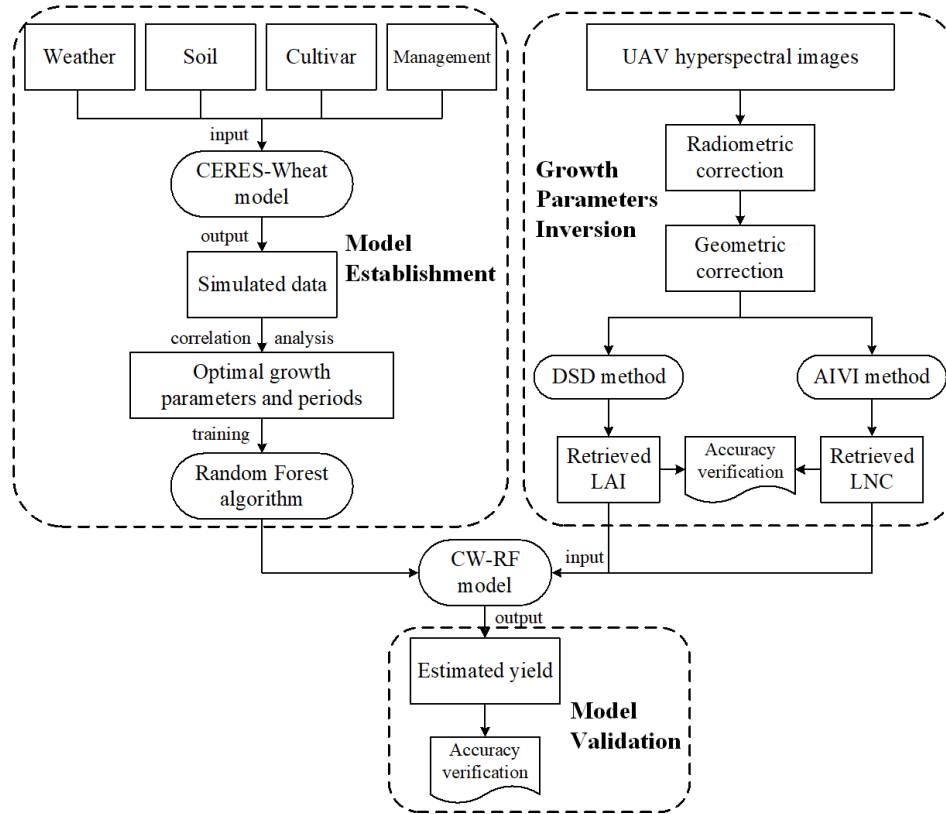 Weather
Soil
Cultivar
Management
input
CERES-Wheat
model
output
Simulated data
correlation analysis
Optimal growth
parameters and periods
training
Random Forest
algorithm
Model
Establishment
UAV hyperspectral images
Radiometric
correction
Geometric
correction
Growth
Parameters
Inversion
DSD method
AIVI method
Retrieved
LAI
Accuracy
verification
Retrieved
LNC
CW-RF
model
input
output
Estimated yield
Accuracy
verification
Model
Validation